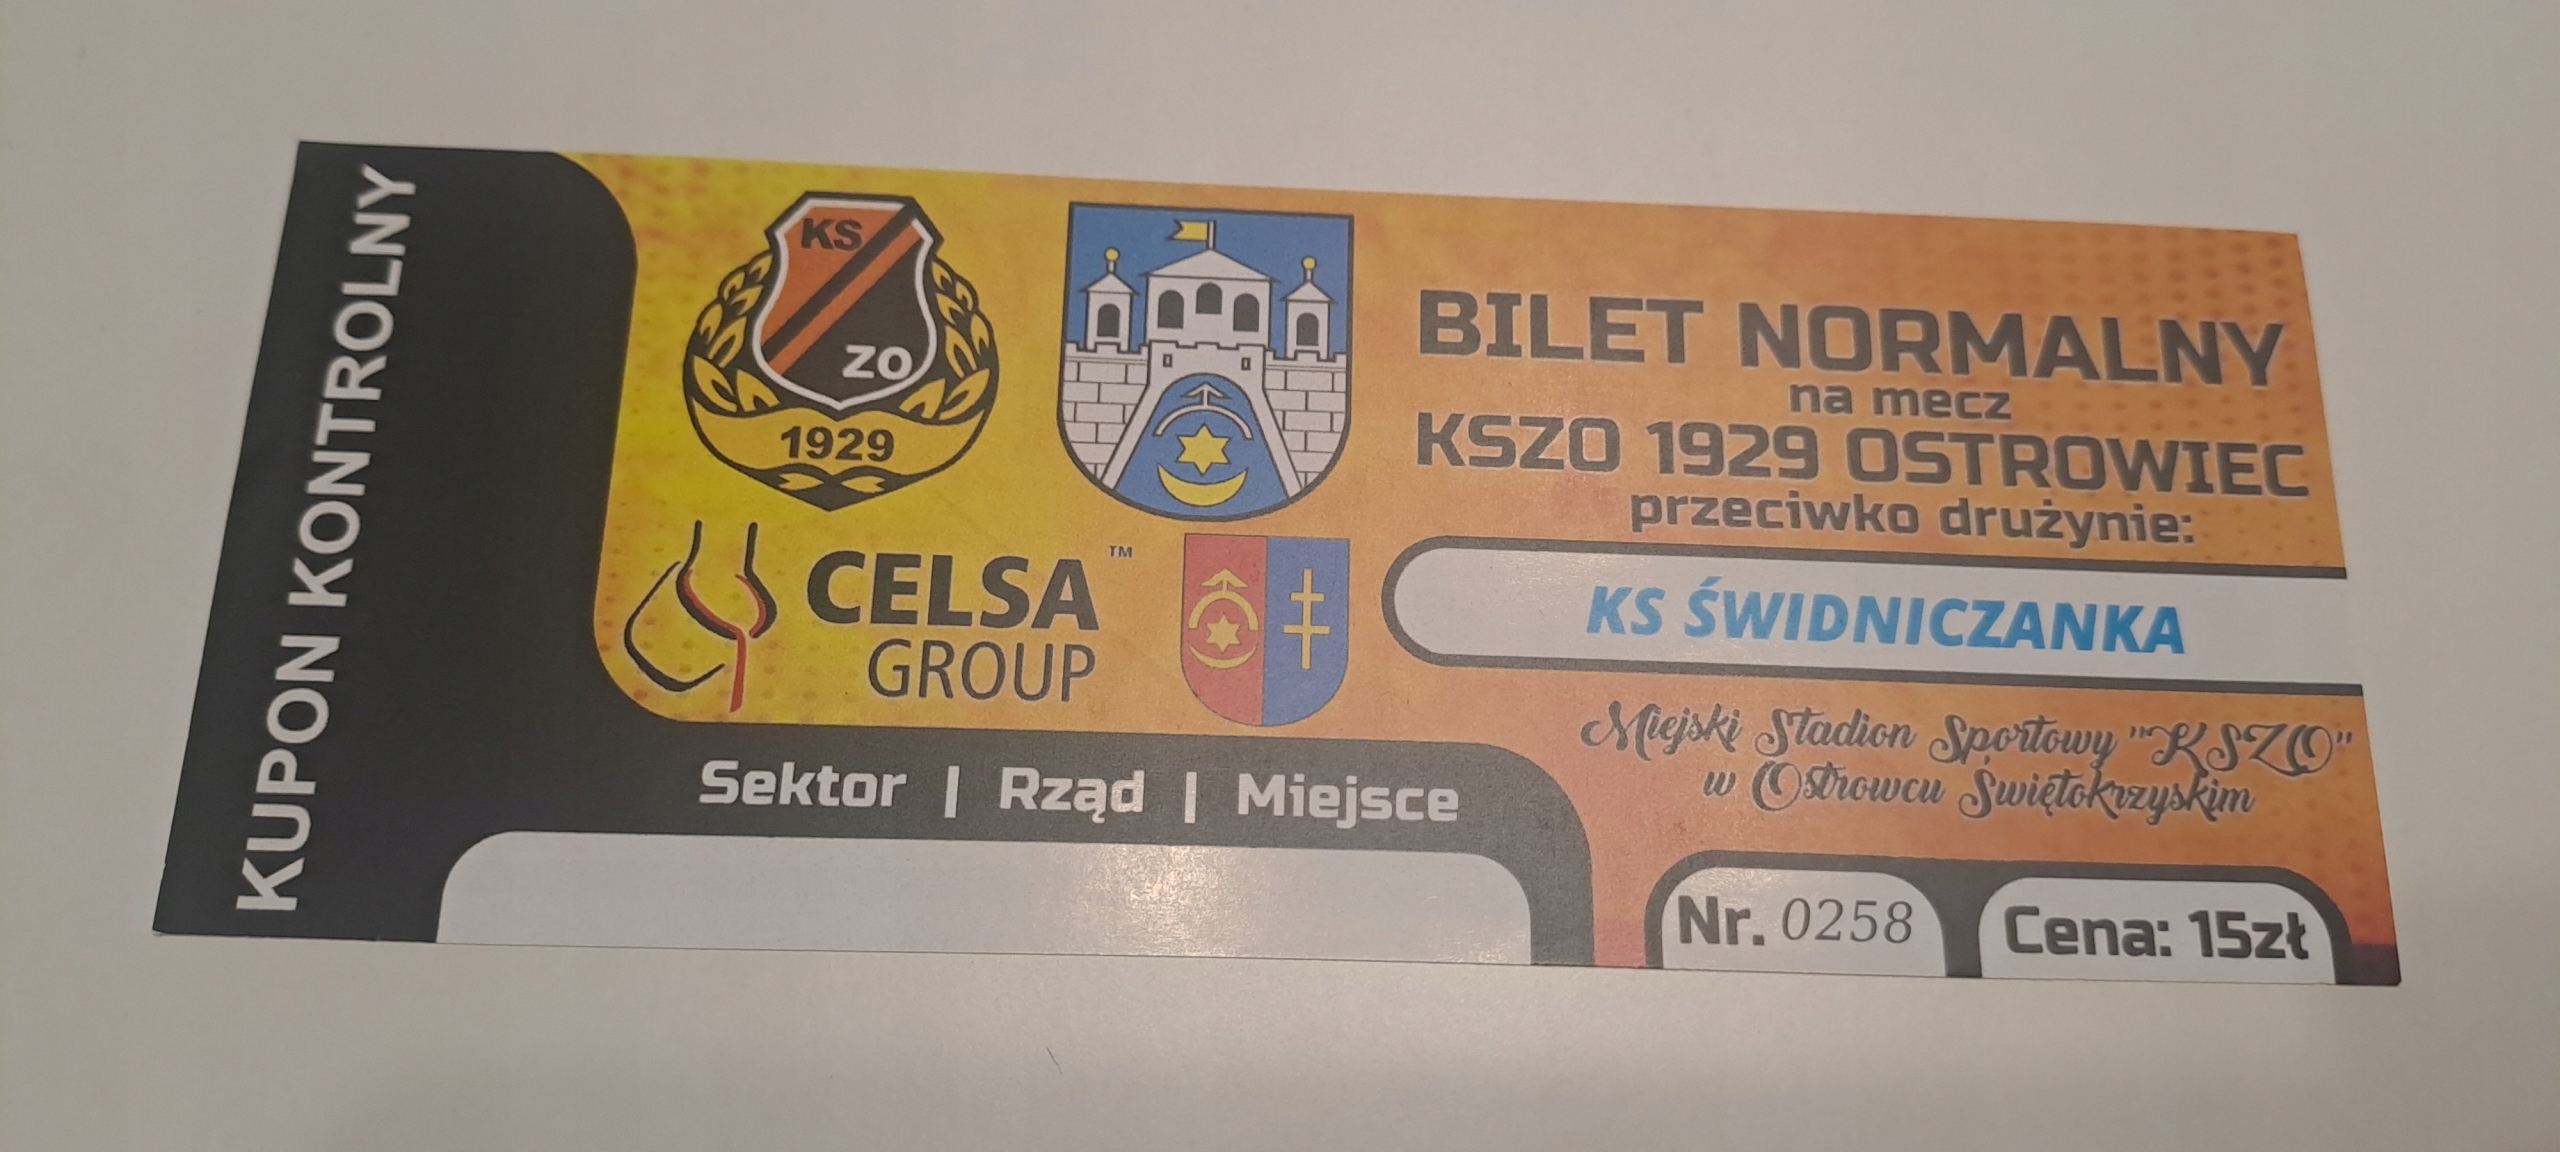 KUPON KONTROLNY
KS
ZO
1929
CELSA™
GROUP
BILET NORMALNY
na mecz
KSZO 1929 OSTROWIEC
przeciwko drużynie:
KS ŚWIDNICZANKA
Miejski Stadion Sportowy "KSZO"
w Ostrowcu Świętokrzyskim
Sektor | Rząd | Miejsce
Nr. 0258
Cena: 15zł